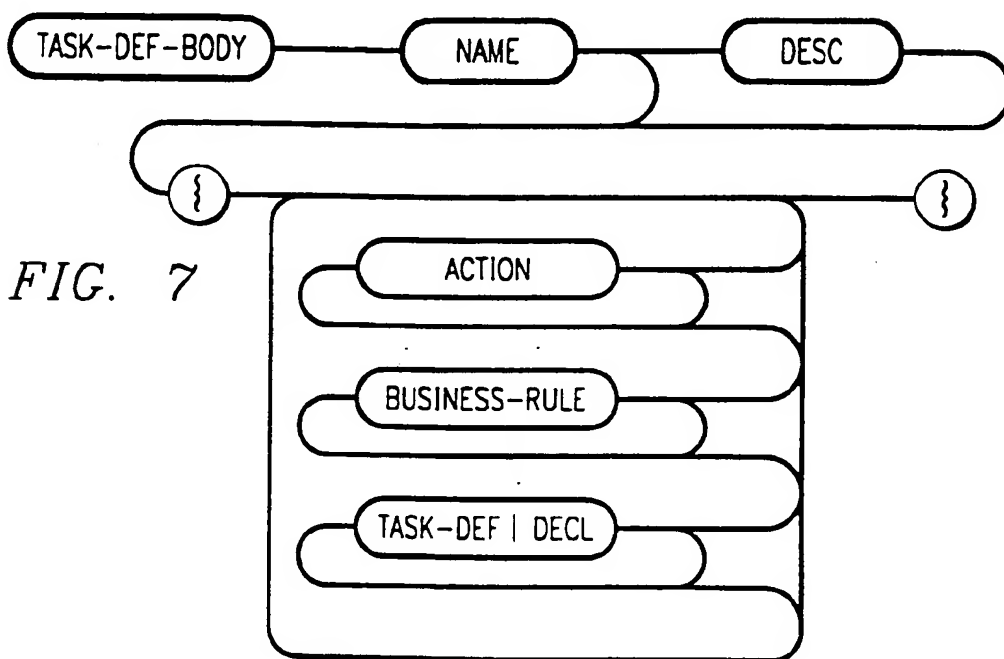 TASK-DEF-BODY NAME DESC
{ }
FIG. 7
ACTION
BUSINESS-RULE
TASK-DEF | DECL